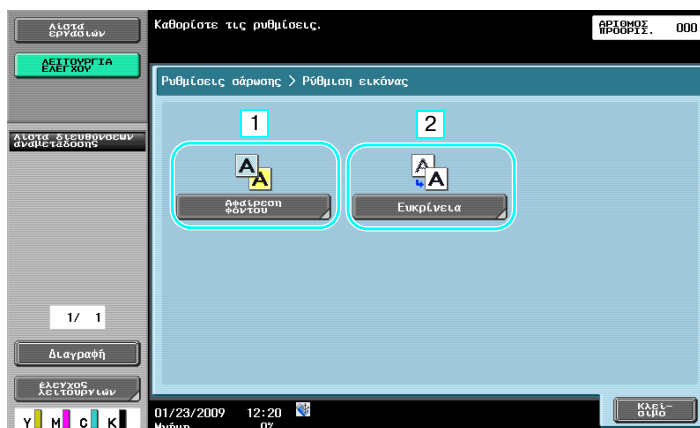 Λίστα
εργασιών
Καθορίστε τις ρυθμίσεις.
ΑΡΙΘΜΟΣ
ΠΡΟΟΡΙΣ.
000
ΛΕΙΤΟΥΡΓΙΑ
ΕΛΕΓΧΟΥ
Ρυθμίσεις σάρωσης > Ρύθμιση εικόνας
1
2
Λίστα διευθύνσεων
αναμετάδοσης
Αφαίρεση
φόντου
Ευκρίνεια
1/ 1
Διαγραφή
έλεγχος
λειτουργιών
Y M C K
01/23/2009 12:20
Μνήμη 0%
Κλεί-
σιμο